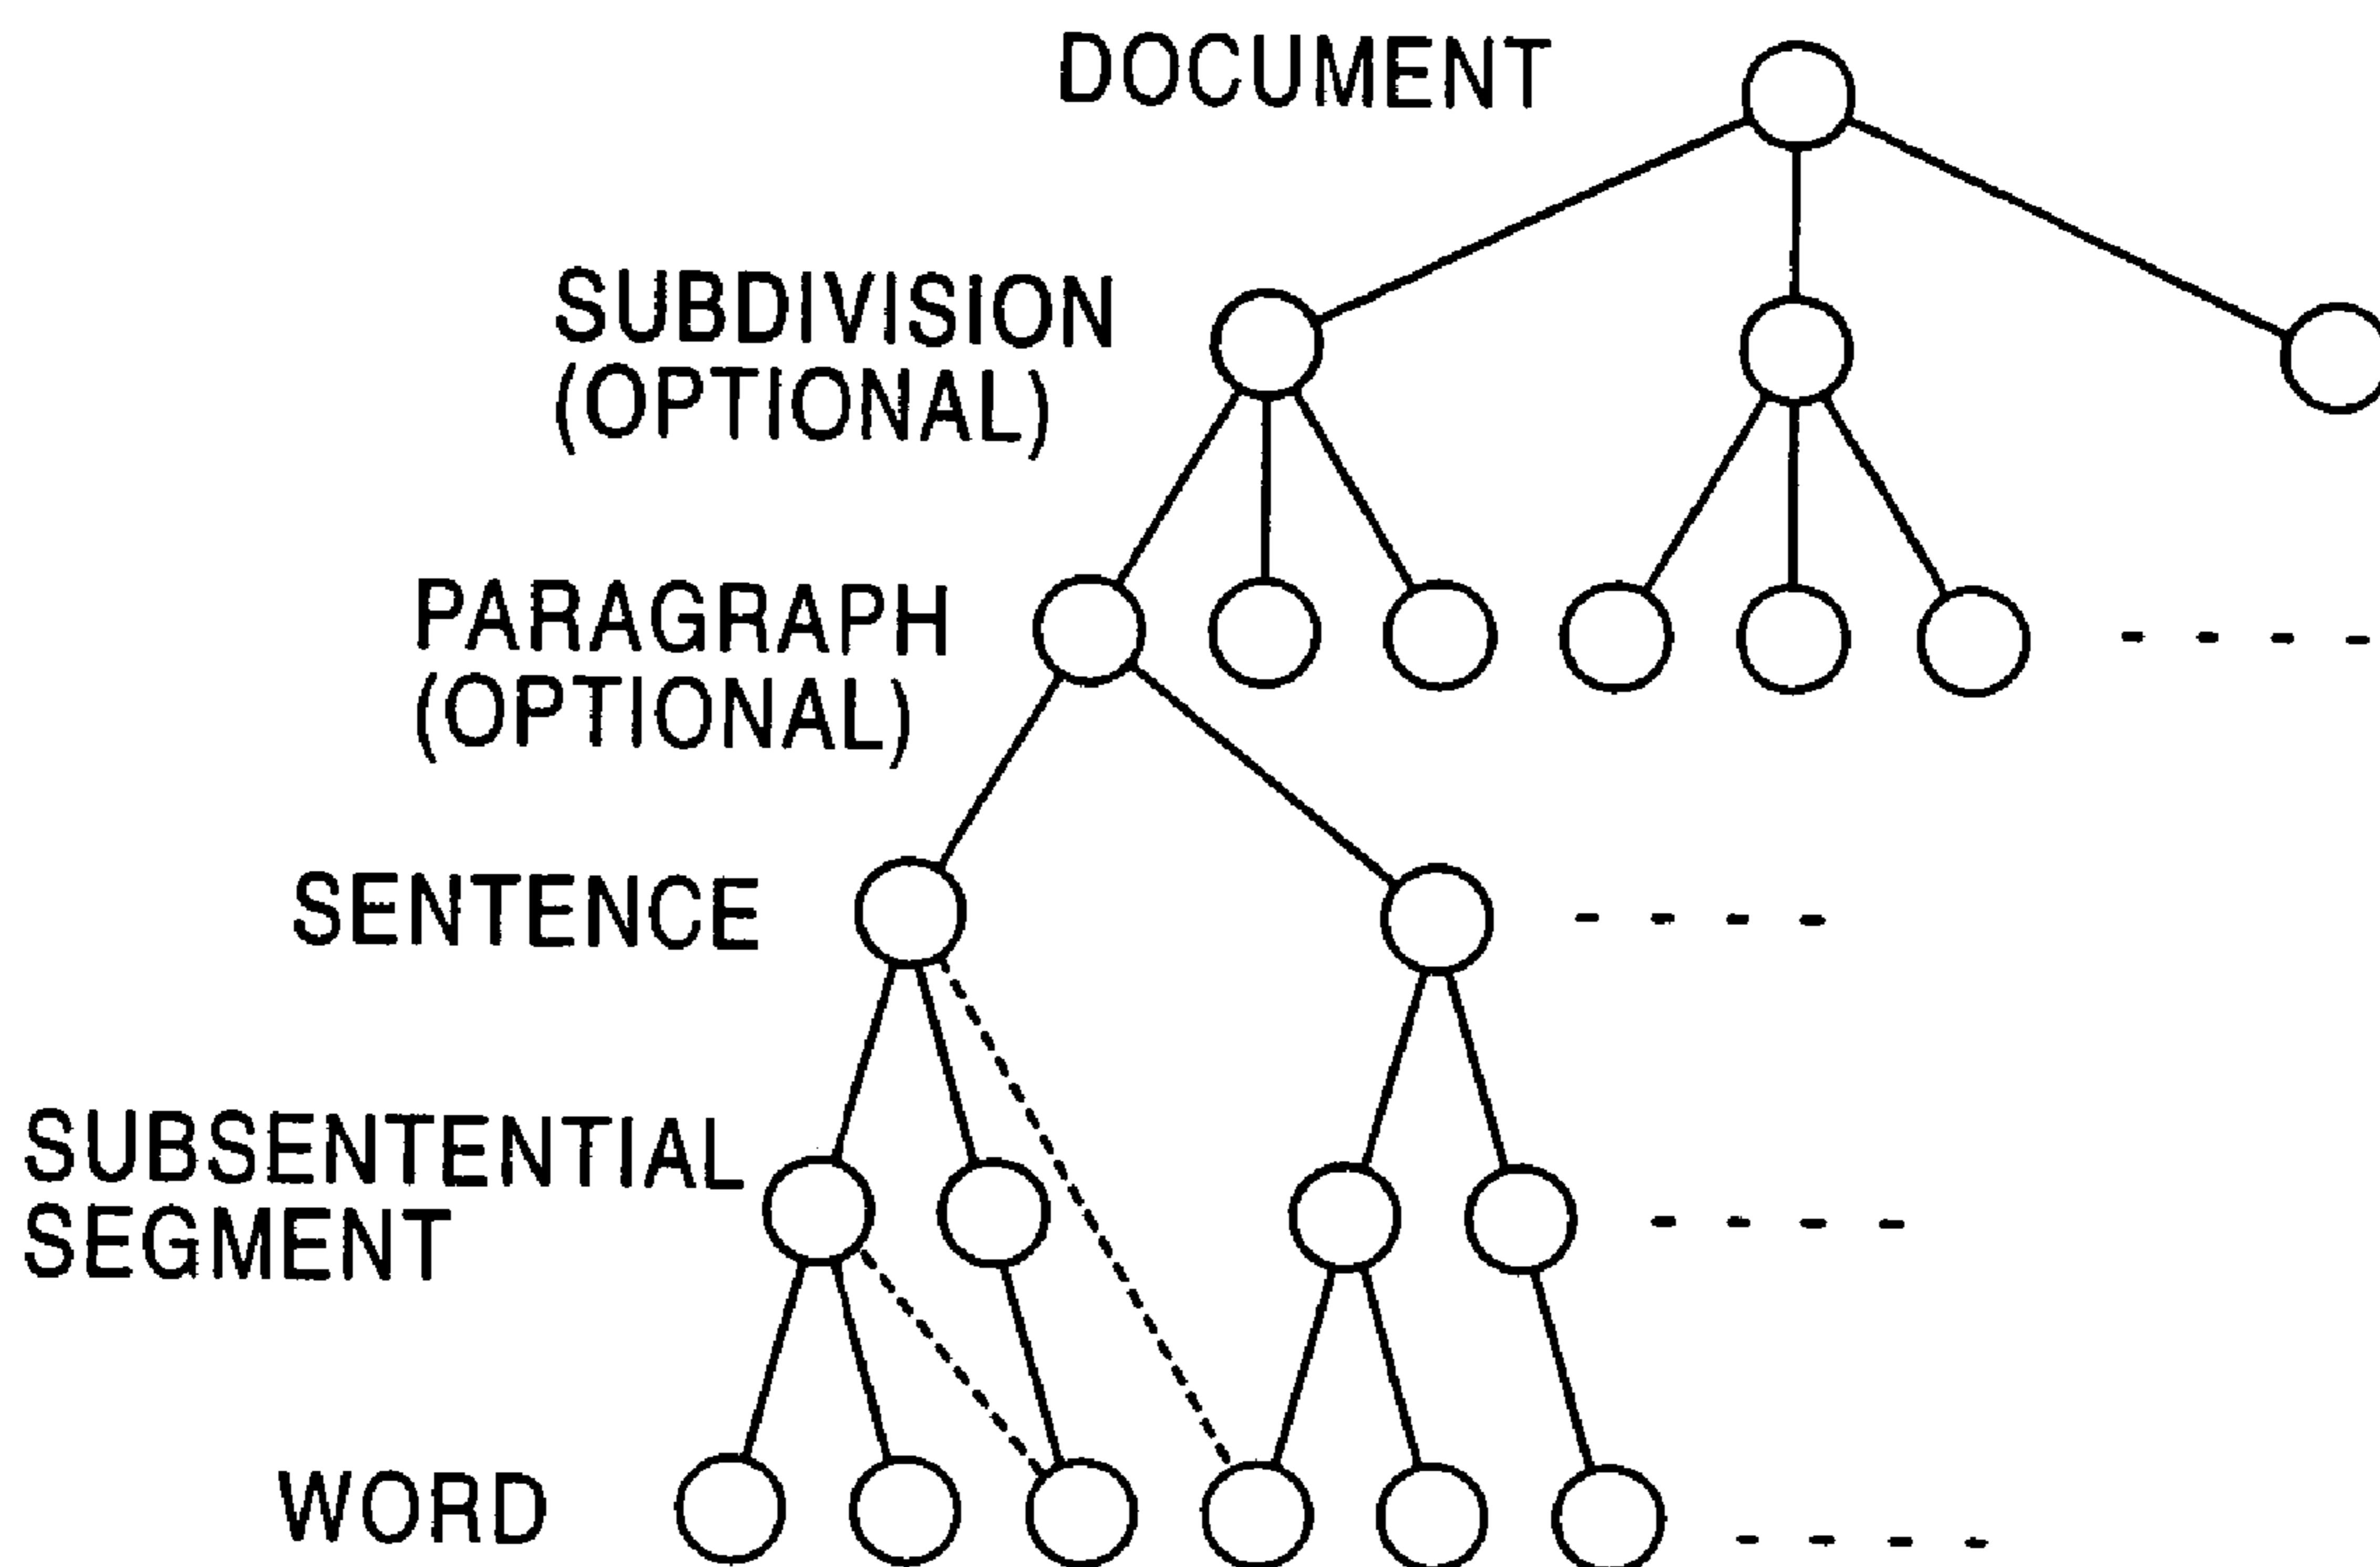 DOCUMENT
SUBDIVISION
(OPTIONAL)
PARAGRAPH
(OPTIONAL)
SENTENCE
SUBSENTENTIAL
SEGMENT
WORD